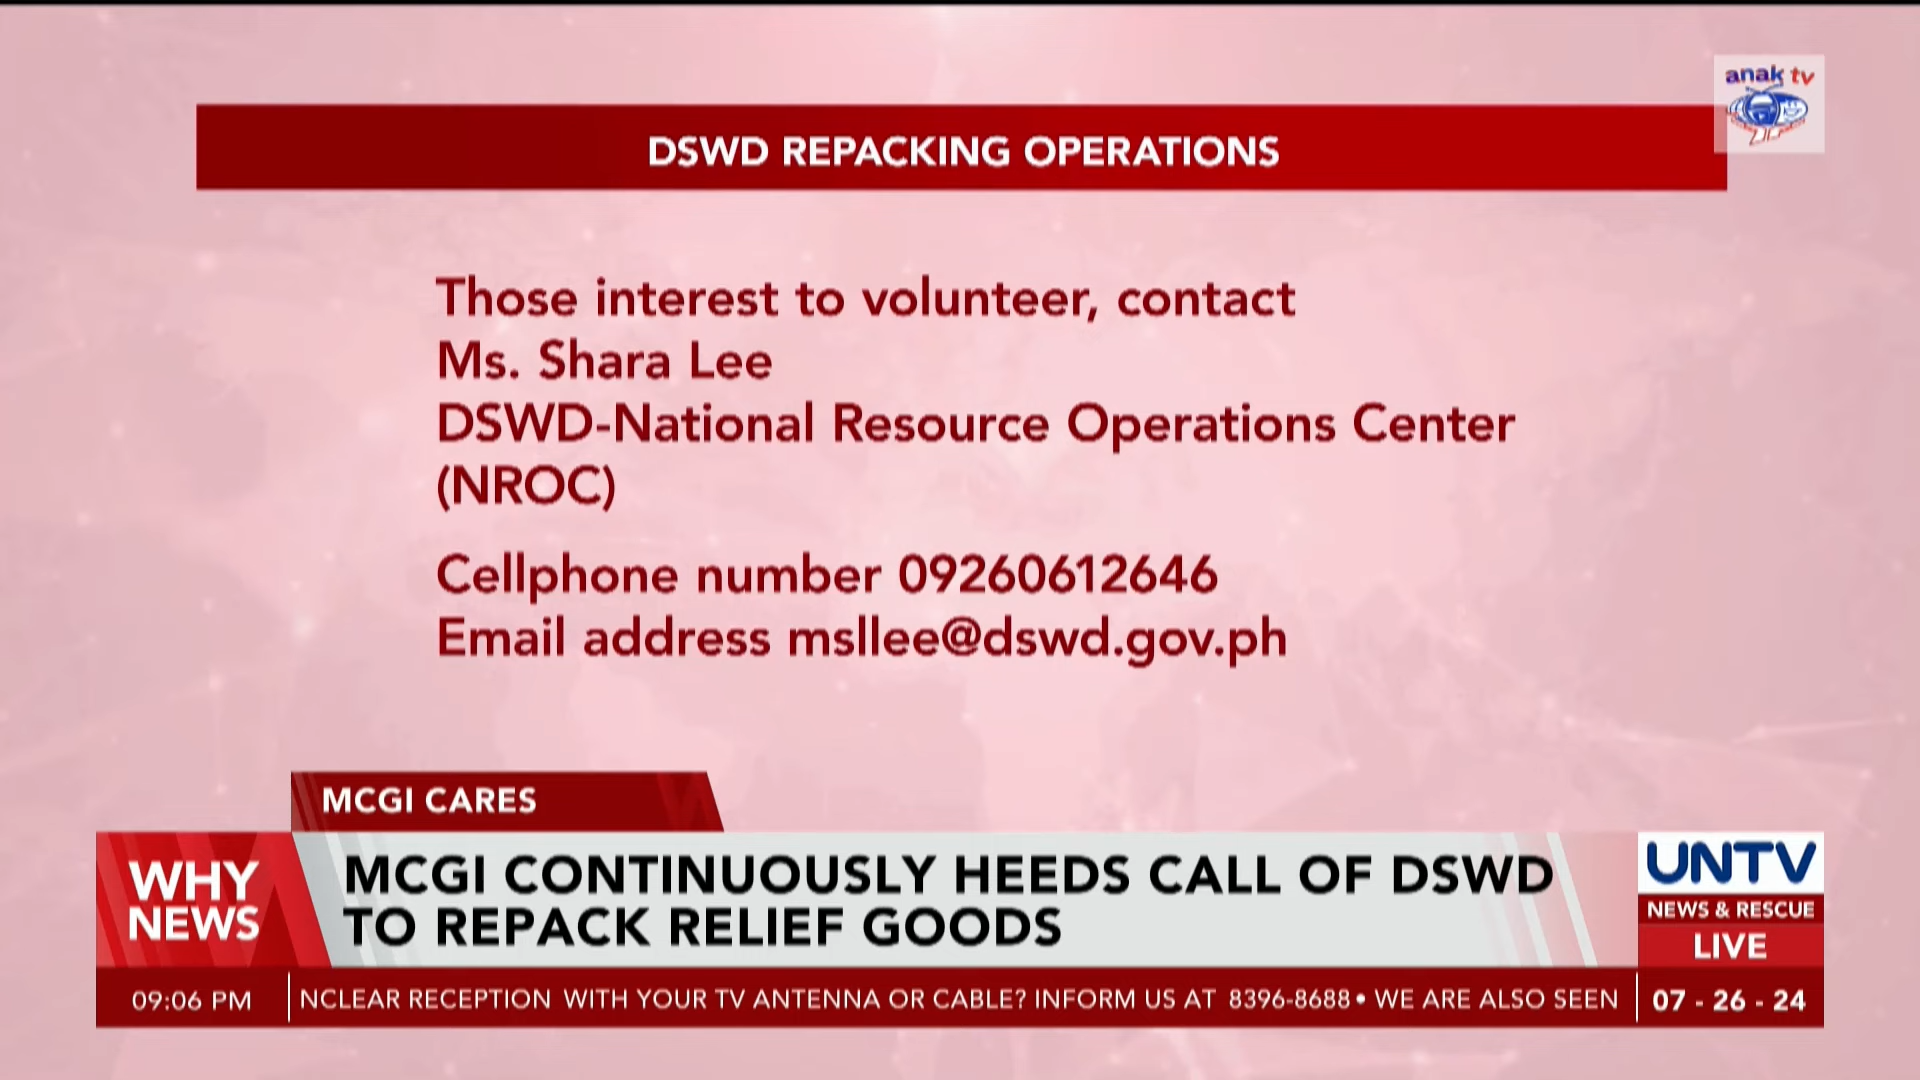 anak tv
DSWD REPACKING OPERATIONS
Those interest to volunteer, contact
Ms. Shara Lee
DSWD-National Resource Operations Center
(NROC)
Cellphone number 09260612646
Email address msllee@dswd.gov.ph
MCGI CARES
WHY
NEWS
MCGI CONTINUOUSLY HEEDS CALL OF DSWD
TO REPACK RELIEF GOODS
UNTV
NEWS & RESCUE
LIVE
09:06 PM
NCLEAR RECEPTION WITH YOUR TV ANTENNA OR CABLE? INFORM US AT 8396-8688 • WE ARE ALSO SEEN
07 - 26 - 24